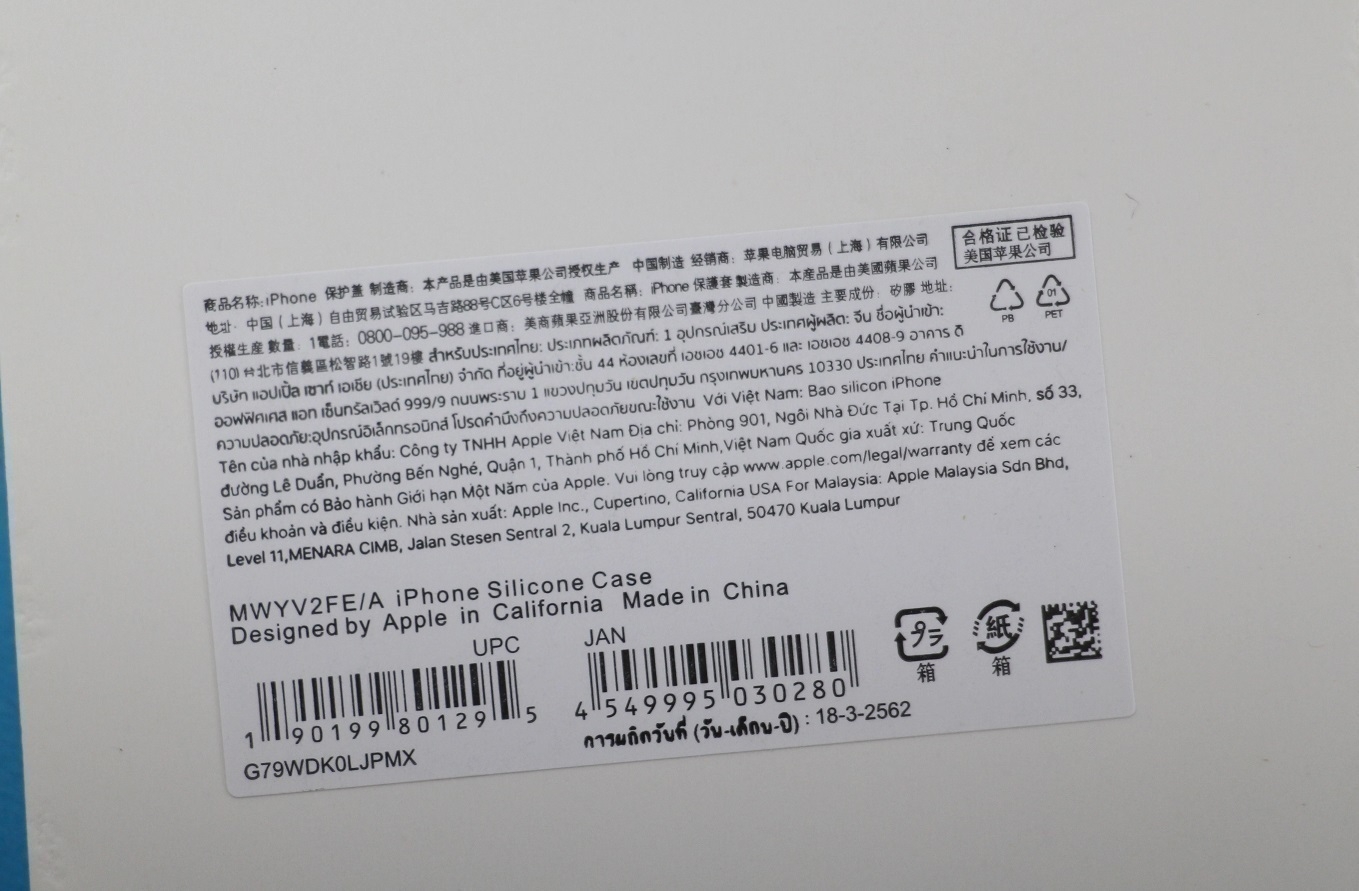 商品名称:iPhone 保护盖 制造商: 本产品是由美国苹果公司授权生产 中国制造 经销商: 苹果电脑贸易(上海)有限公司
合格证 已检验
美国苹果公司
地址: 中国(上海)自由贸易试验区马吉路88号C区6号楼全幢 商品名稱: iPhone 保護套 製造商: 本産品是由美國蘋果公司
授權生産 數量: 1 電話: 0800-095-988 進口商: 美商蘋果亞洲股份有限公司臺灣分公司 中國製造 主要成份: 矽膠 地址:
(110) 台北市信義區松智路1號19樓 สำหรับประเทศไทย: ประเภทผลิตภัณฑ์: 1 อุปกรณ์เสริม ประเทศผู้ผลิต: จีน ชื่อผู้นำเข้า:
บริษัท แอปเปิ้ล เซาท์ เอเชีย (ประเทศไทย) จำกัด ที่อยู่ผู้นำเข้า:ชั้น 44 ห้องเลขที่ เอชเอช 4401-6 และ เอชเอช 4408-9 อาคาร ดิ
ออฟฟิศเศส แอท เซ็นทรัลเวิลด์ 999/9 ถนนพระราม 1 แขวงปทุมวัน เขตปทุมวัน กรุงเทพมหานคร 10330 ประเทศไทย คำแนะนำในการใช้งาน/
ความปลอดภัย:อุปกรณ์อิเล็กทรอนิกส์ โปรดคำนึงถึงความปลอดภัยขณะใช้งาน Với Việt Nam: Bao silicon iPhone
Tên của nhà nhập khẩu: Công ty TNHH Apple Việt Nam Địa chỉ: Phòng 901, Ngôi Nhà Đức Tại Tp. Hồ Chí Minh, số 33,
đường Lê Duẩn, Phường Bến Nghé, Quận 1, Thành phố Hồ Chí Minh,Việt Nam Quốc gia xuất xứ: Trung Quốc
Sản phẩm có Bảo hành Giới hạn Một Năm của Apple. Vui lòng truy cập www.apple.com/legal/warranty để xem các
điều khoản và điều kiện. Nhà sản xuất: Apple Inc., Cupertino, California USA For Malaysia: Apple Malaysia Sdn Bhd,
Level 11,MENARA CIMB, Jalan Stesen Sentral 2, Kuala Lumpur Sentral, 50470 Kuala Lumpur
PB
01
PET
MWYV2FE/A iPhone Silicone Case
Designed by Apple in California Made in China
UPC
JAN
1 90199 80129 5
4 549995 030280
プラ
箱
紙
箱
การผลิตวันที่ (วัน-เดือน-ปี) : 18-3-2562
G79WDK0LJPMX